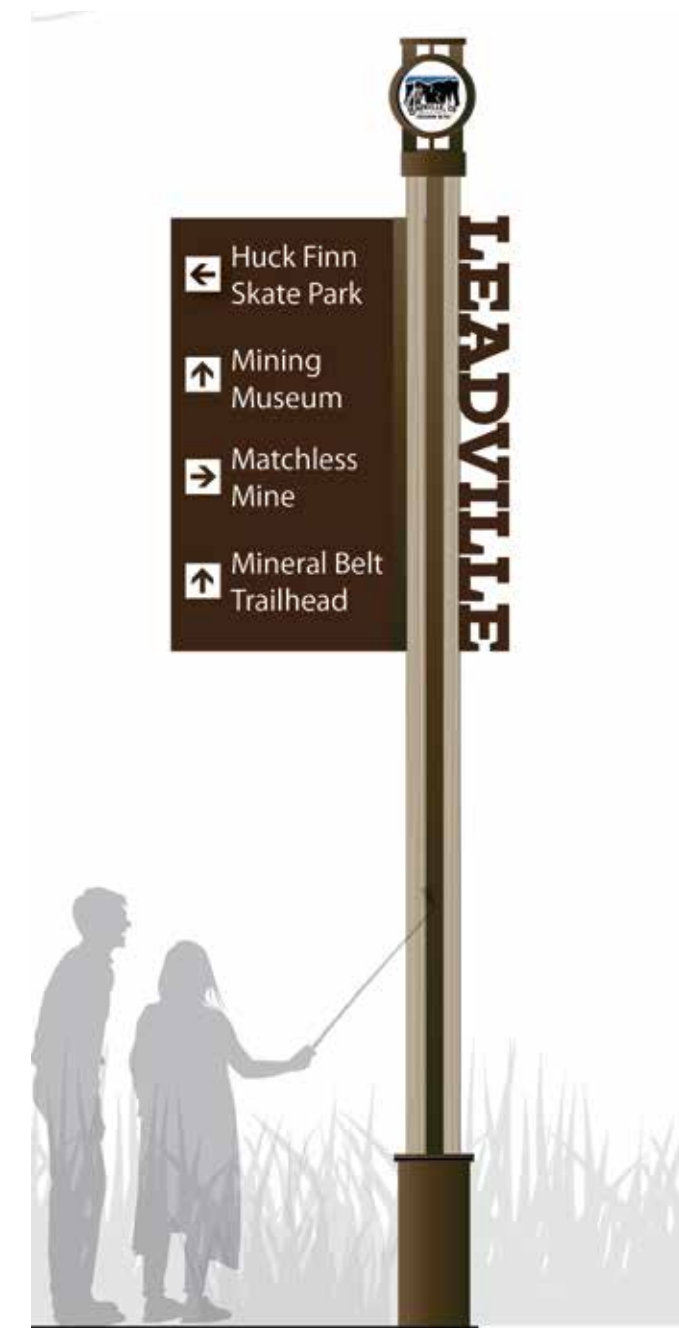 Huck Finn
Skate Park
Mining
Museum
Matchless
Mine
Mineral Belt
Trailhead
LEADVILLE